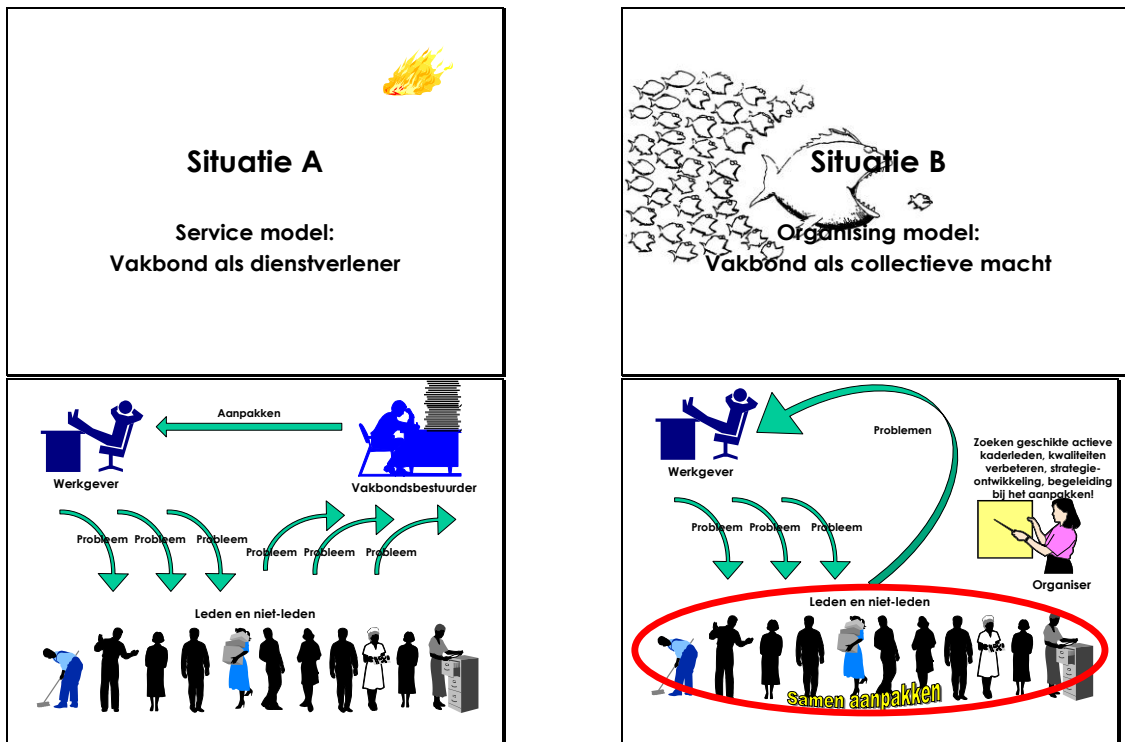 Situatie A
Service model:
Vakbond als dienstverlener
Situatie B
Organising model:
Vakbond als collectieve macht
Aanpakken
Werkgever
Vakbondsbestuurder
Probleem
Probleem
Probleem
Probleem
Probleem
Probleem
Leden en niet-leden
Problemen
Zoeken geschikte actieve
kaderleden, kwaliteiten
verbeteren, strategie-
ontwikkeling, begeleiding
bij het aanpakken!
Werkgever
Probleem
Probleem
Probleem
Organiser
Leden en niet-leden
Samen aanpakken